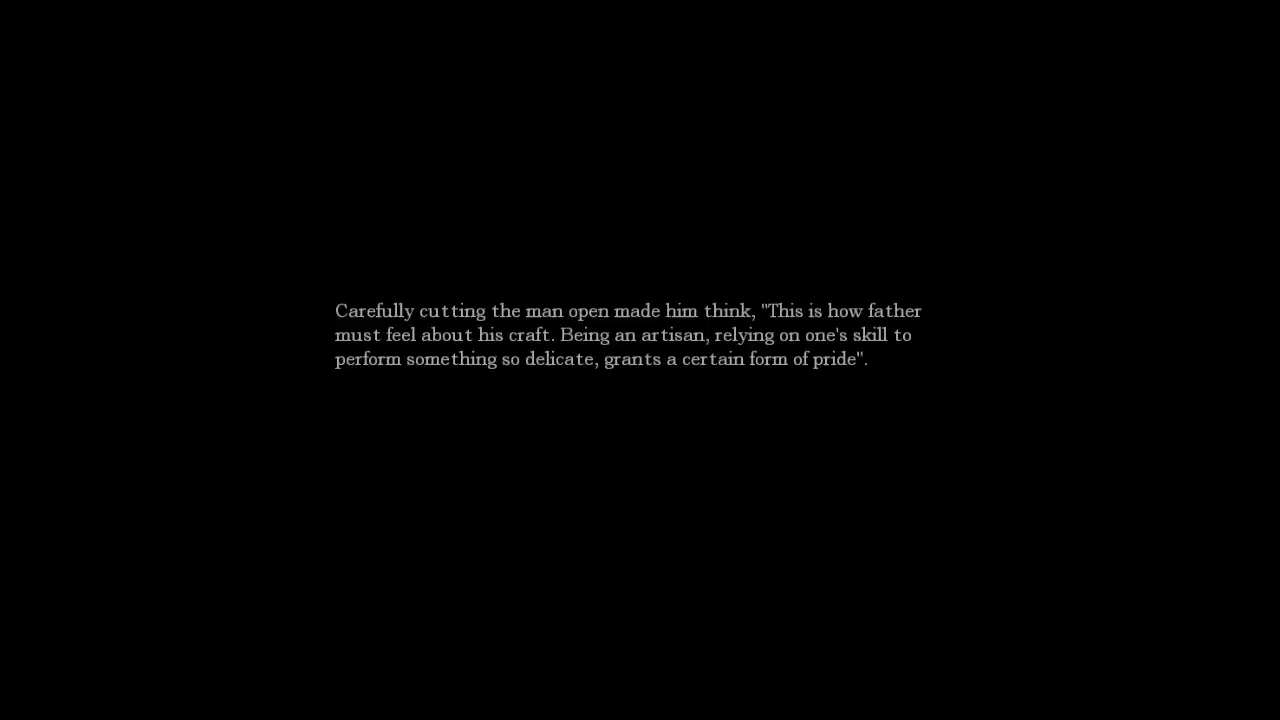 Carefully cutting the man open made him think, "This is how father
must feel about his craft. Being an artisan, relying on one's skill to
perform something so delicate, grants a certain form of pride".